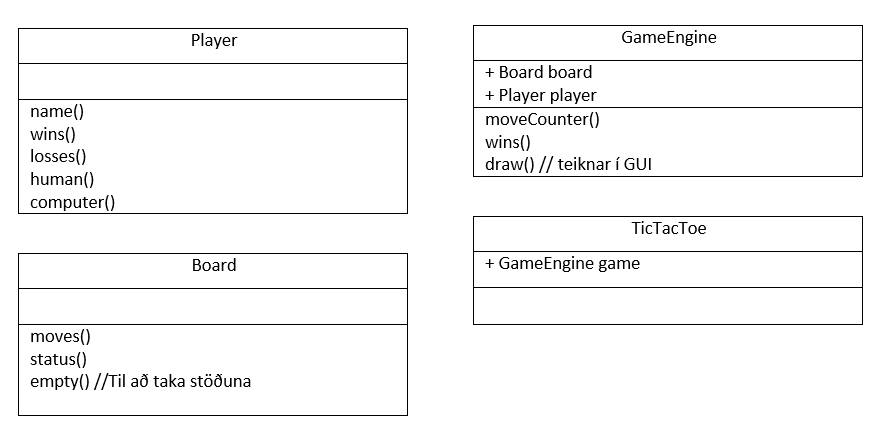 Player
name()
wins()
losses()
human()
computer()
Board
moves()
status()
empty() //Til að taka stöðuna
GameEngine
+ Board board
+ Player player
moveCounter()
wins()
draw() // teiknar í GUI
TicTacToe
+ GameEngine game